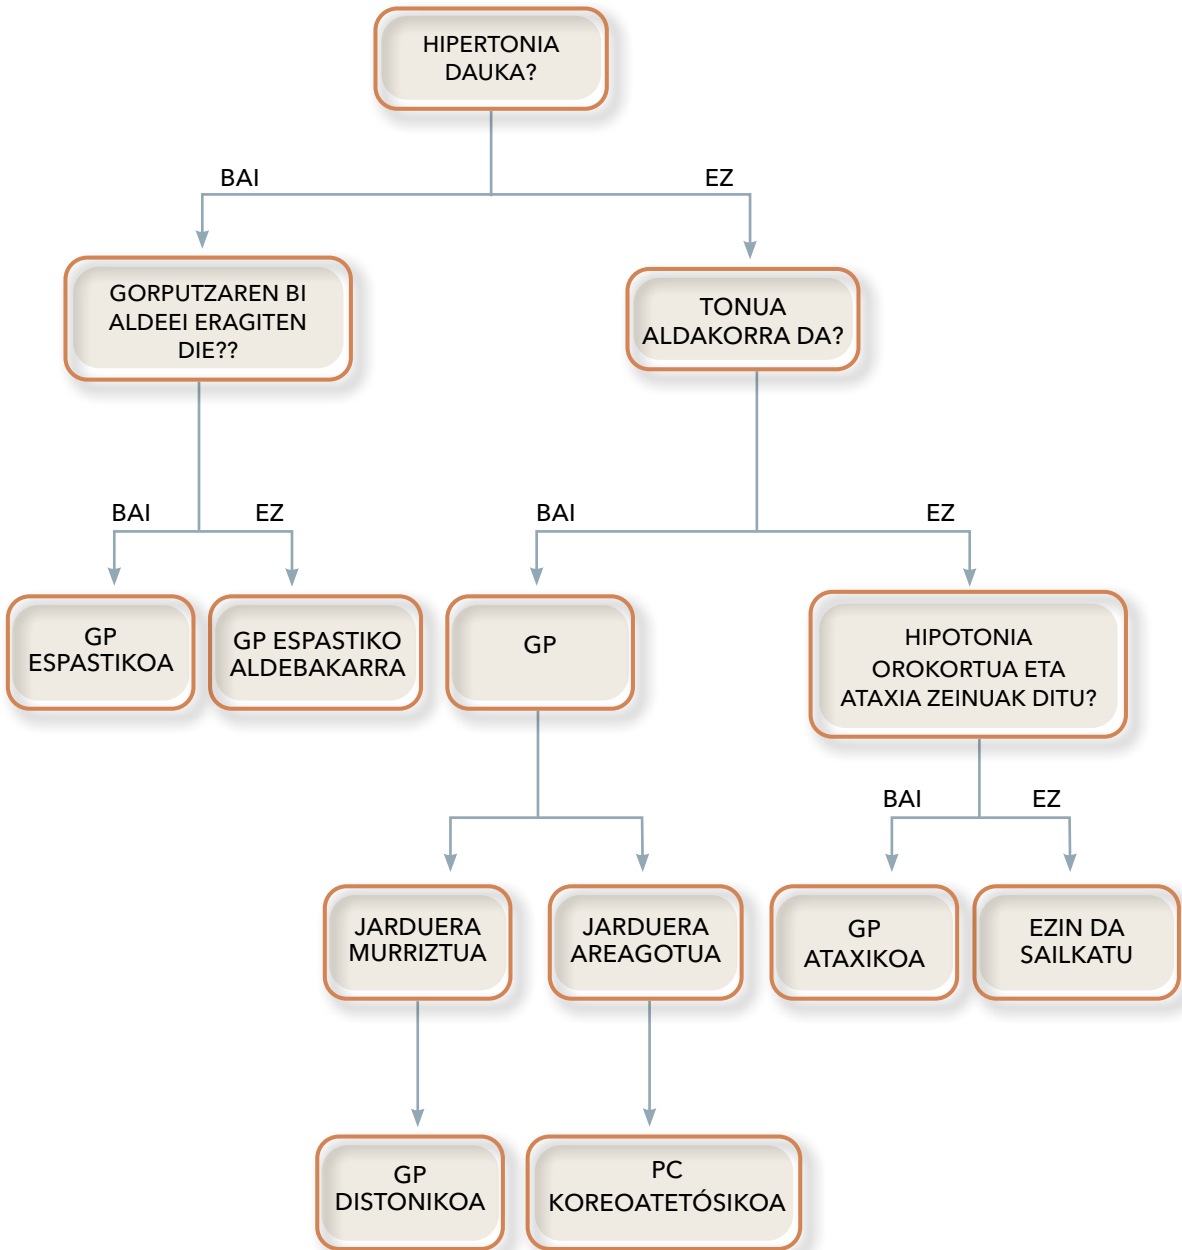 HIPERTONIA
DAUKA?
BAI
EZ
GORPUTZAREN BI
ALDEEI ERAGITEN
DIE??
TONUA
ALDAKORRA DA?
BAI
EZ
BAI
EZ
GP
ESPASTIKOA
GP ESPASTIKO
ALDEBAKARRA
GP
HIPOTONIA
OROKORTUA ETA
ATAXIA ZEINUAK DITU?
BAI
EZ
JARDUERA
MURRIZTUA
JARDUERA
AREAGOTUA
GP
ATAXIKOA
EZIN DA
SAILKATU
GP
DISTONIKOA
PC
KOREOATETÓSIKOA